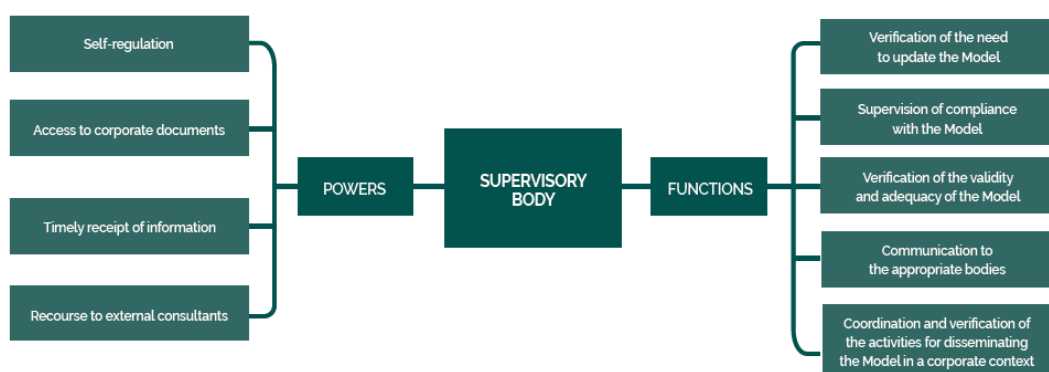 Self-regulation
Access to corporate documents
Timely receipt of information
Recourse to external consultants
POWERS
SUPERVISORY
BODY
FUNCTIONS
Verification of the need
to update the Model
Supervision of compliance
with the Model
Verification of the validity
and adequacy of the Model
Communication to
the appropriate bodies
Coordination and verification of
the activities for disseminating
the Model in a corporate context